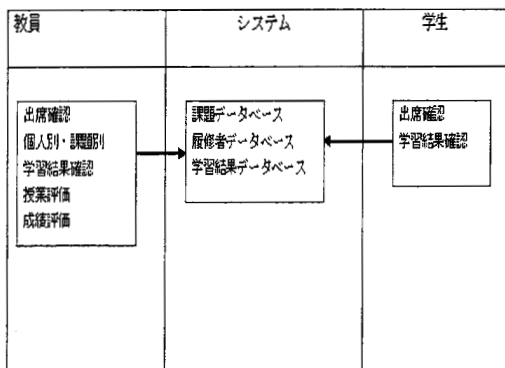 教員
システム
学生
出席確認
個人別・課題別
学習結果確認
授業評価
成績評価
課題データベース
履修者データベース
学習結果データベース
出席確認
学習結果確認